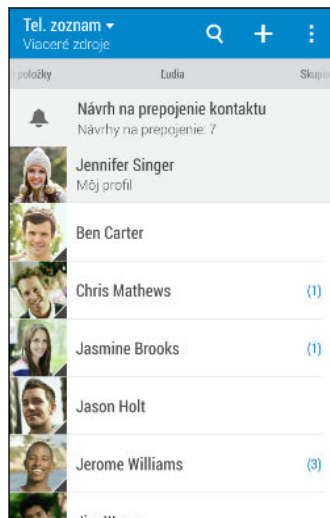 Tel. zoznam
Viaceré zdroje
položky Ľudia Skupin
Návrh na prepojenie kontaktu
Návrhy na prepojenie: 7
Jennifer Singer
Môj profil
Ben Carter
Chris Mathews (1)
Jasmine Brooks (1)
Jason Holt
Jerome Williams (3)